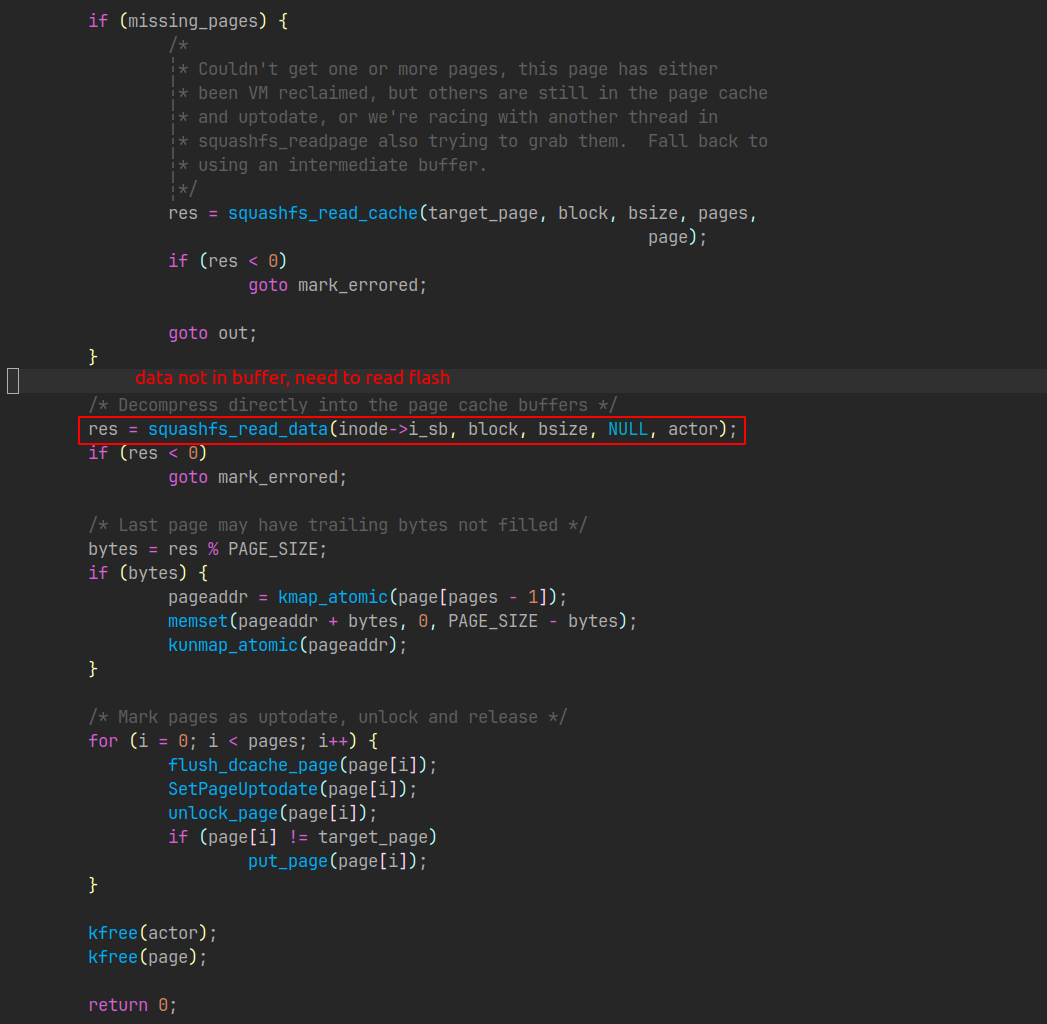 if (missing_pages) {
/*
* Couldn't get one or more pages, this page has either
* been VM reclaimed, but others are still in the page cache
* and uptodate, or we're racing with another thread in
* squashfs_readpage also trying to grab them.  Fall back to
* using an intermediate buffer.
*/
res = squashfs_read_cache(target_page, block, bsize, pages,
page);
if (res < 0)
goto mark_errored;
goto out;
}
data not in buffer, need to read flash
/* Decompress directly into the page cache buffers */
res = squashfs_read_data(inode->i_sb, block, bsize, NULL, actor);
if (res < 0)
goto mark_errored;
/* Last page may have trailing bytes not filled */
bytes = res % PAGE_SIZE;
if (bytes) {
pageaddr = kmap_atomic(page[pages - 1]);
memset(pageaddr + bytes, 0, PAGE_SIZE - bytes);
kunmap_atomic(pageaddr);
}
/* Mark pages as uptodate, unlock and release */
for (i = 0; i < pages; i++) {
flush_dcache_page(page[i]);
SetPageUptodate(page[i]);
unlock_page(page[i]);
if (page[i] != target_page)
put_page(page[i]);
}
kfree(actor);
kfree(page);
return 0;